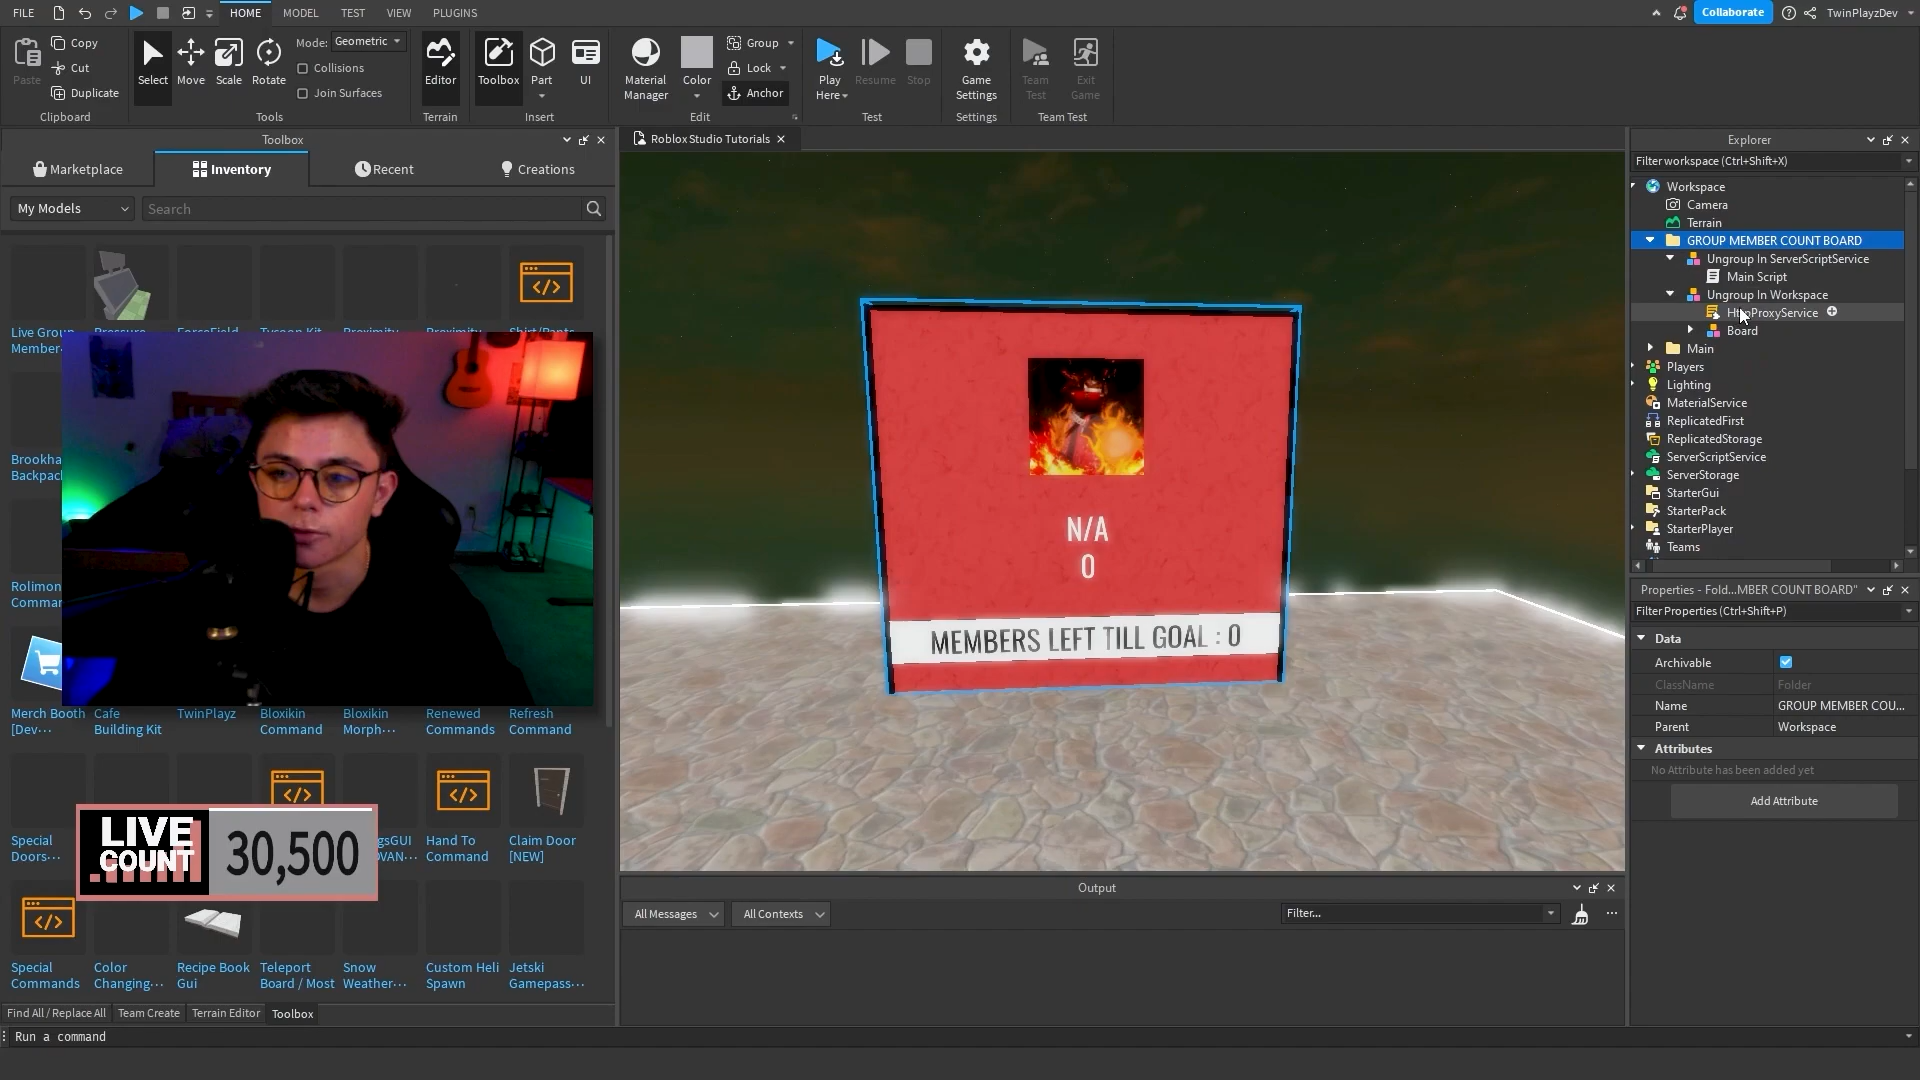 FILE
HOME
MODEL
TEST
VIEW
PLUGINS
Collaborate
TwinPlayzDev
Paste
Copy
Cut
Duplicate
Clipboard
Select
Move
Scale
Rotate
Mode:
Geometric
Collisions
Join Surfaces
Tools
Editor
Terrain
Toolbox
Part
UI
Insert
Material
Manager
Color
Group
Lock
Anchor
Edit
Play
Here
Resume
Stop
Test
Game
Settings
Settings
Team
Test
Exit
Game
Team Test
Toolbox
Marketplace
Inventory
Recent
Creations
My Models
Search
Live Group
Member...
Brookha
Backpac
Rolimon
Comma
Merch Booth
[Dev...
Cafe
Building Kit
TwinPlayz
Bloxikin
Command
Bloxikin
Morph...
Renewed
Commands
Refresh
Command
Special
Doors...
gsGUI
OVAN...
Hand To
Command
Claim Door
[NEW]
LIVE
COUNT
30,500
Special
Commands
Color
Changing...
Recipe Book
Gui
Teleport
Board / Most
Snow
Weather...
Custom Heli
Spawn
Jetski
Gamepass...
Find All / Replace All
Team Create
Terrain Editor
Toolbox
Run a command
Roblox Studio Tutorials
N/A
0
MEMBERS LEFT TILL GOAL : 0
Output
All Messages
All Contexts
Filter...
Explorer
Filter workspace (Ctrl+Shift+X)
Workspace
Camera
Terrain
GROUP MEMBER COUNT BOARD
Ungroup In ServerScriptService
Main Script
Ungroup In Workspace
HttpProxyService
Board
Main
Players
Lighting
MaterialService
ReplicatedFirst
ReplicatedStorage
ServerScriptService
ServerStorage
StarterGui
StarterPack
StarterPlayer
Teams
Properties - Fold...MBER COUNT BOARD"
Filter Properties (Ctrl+Shift+P)
Data
Archivable
ClassName
Folder
Name
GROUP MEMBER COU...
Parent
Workspace
Attributes
No Attribute has been added yet
Add Attribute